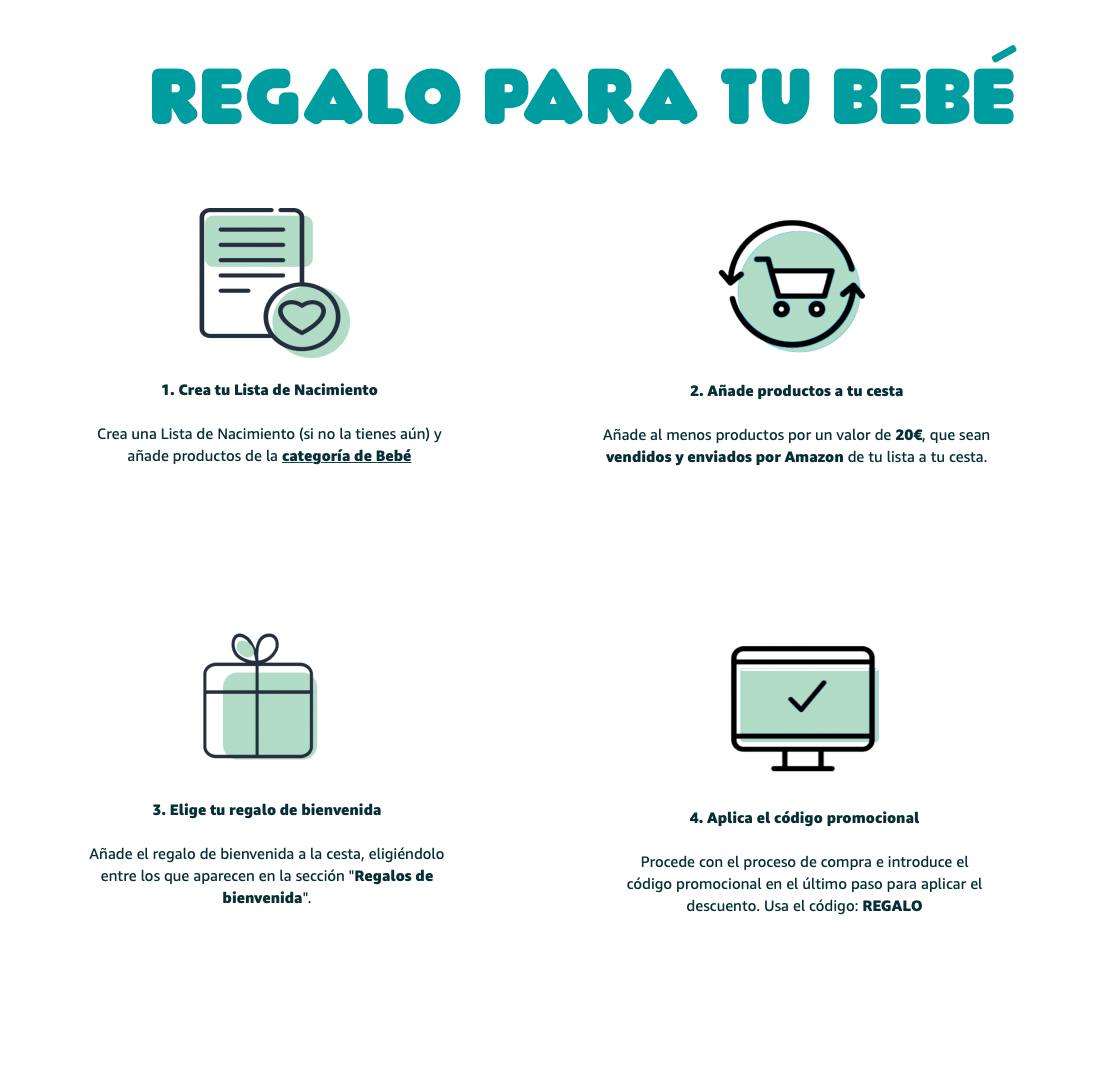 REGALO PARA TU BEBÉ
1. Crea tu Lista de Nacimiento
Crea una Lista de Nacimiento (si no la tienes aún) y
añade productos de la categoría de Bebé
2. Añade productos a tu cesta
Añade al menos productos por un valor de 20€, que sean
vendidos y enviados por Amazon de tu lista a tu cesta.
3. Elige tu regalo de bienvenida
Añade el regalo de bienvenida a la cesta, eligiéndolo
entre los que aparecen en la sección "Regalos de
bienvenida".
4. Aplica el código promocional
Procede con el proceso de compra e introduce el
código promocional en el último paso para aplicar el
descuento. Usa el código: REGALO